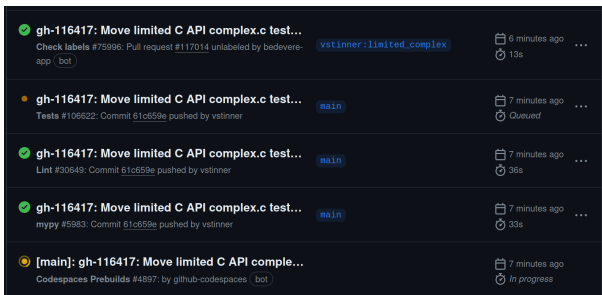 gh-116417: Move limited C API complex.c test...
Check labels #75996: Pull request #117014 unlabeled by bedevere-
app bot
vstinner:limited_complex
6 minutes ago
13s
gh-116417: Move limited C API complex.c test...
Tests #106622: Commit 61c659e pushed by vstinner
main
7 minutes ago
Queued
gh-116417: Move limited C API complex.c test...
Lint #30649: Commit 61c659e pushed by vstinner
main
7 minutes ago
36s
gh-116417: Move limited C API complex.c test...
mypy #5983: Commit 61c659e pushed by vstinner
main
7 minutes ago
33s
[main]: gh-116417: Move limited C API comple...
Codespaces Prebuilds #4897: by github-codespaces bot
7 minutes ago
In progress